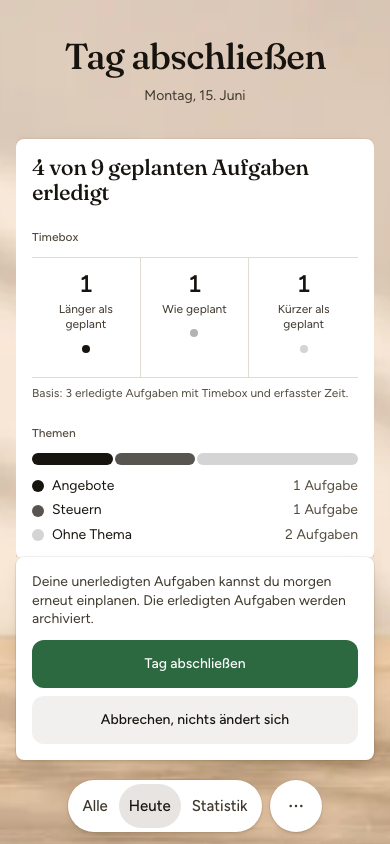 Tag abschließen
Montag, 15. Juni
4 von 9 geplanten Aufgaben
erledigt
Timebox
1
Länger als
geplant
1
Wie geplant
1
Kürzer als
geplant
Basis: 3 erledigte Aufgaben mit Timebox und erfasster Zeit.
Themen
Angebote 1 Aufgabe
Steuern 1 Aufgabe
Ohne Thema 2 Aufgaben
Deine unerledigten Aufgaben kannst du morgen
erneut einplanen. Die erledigten Aufgaben werden
archiviert.
Tag abschließen
Abbrechen, nichts ändert sich
Alle Heute Statistik ···